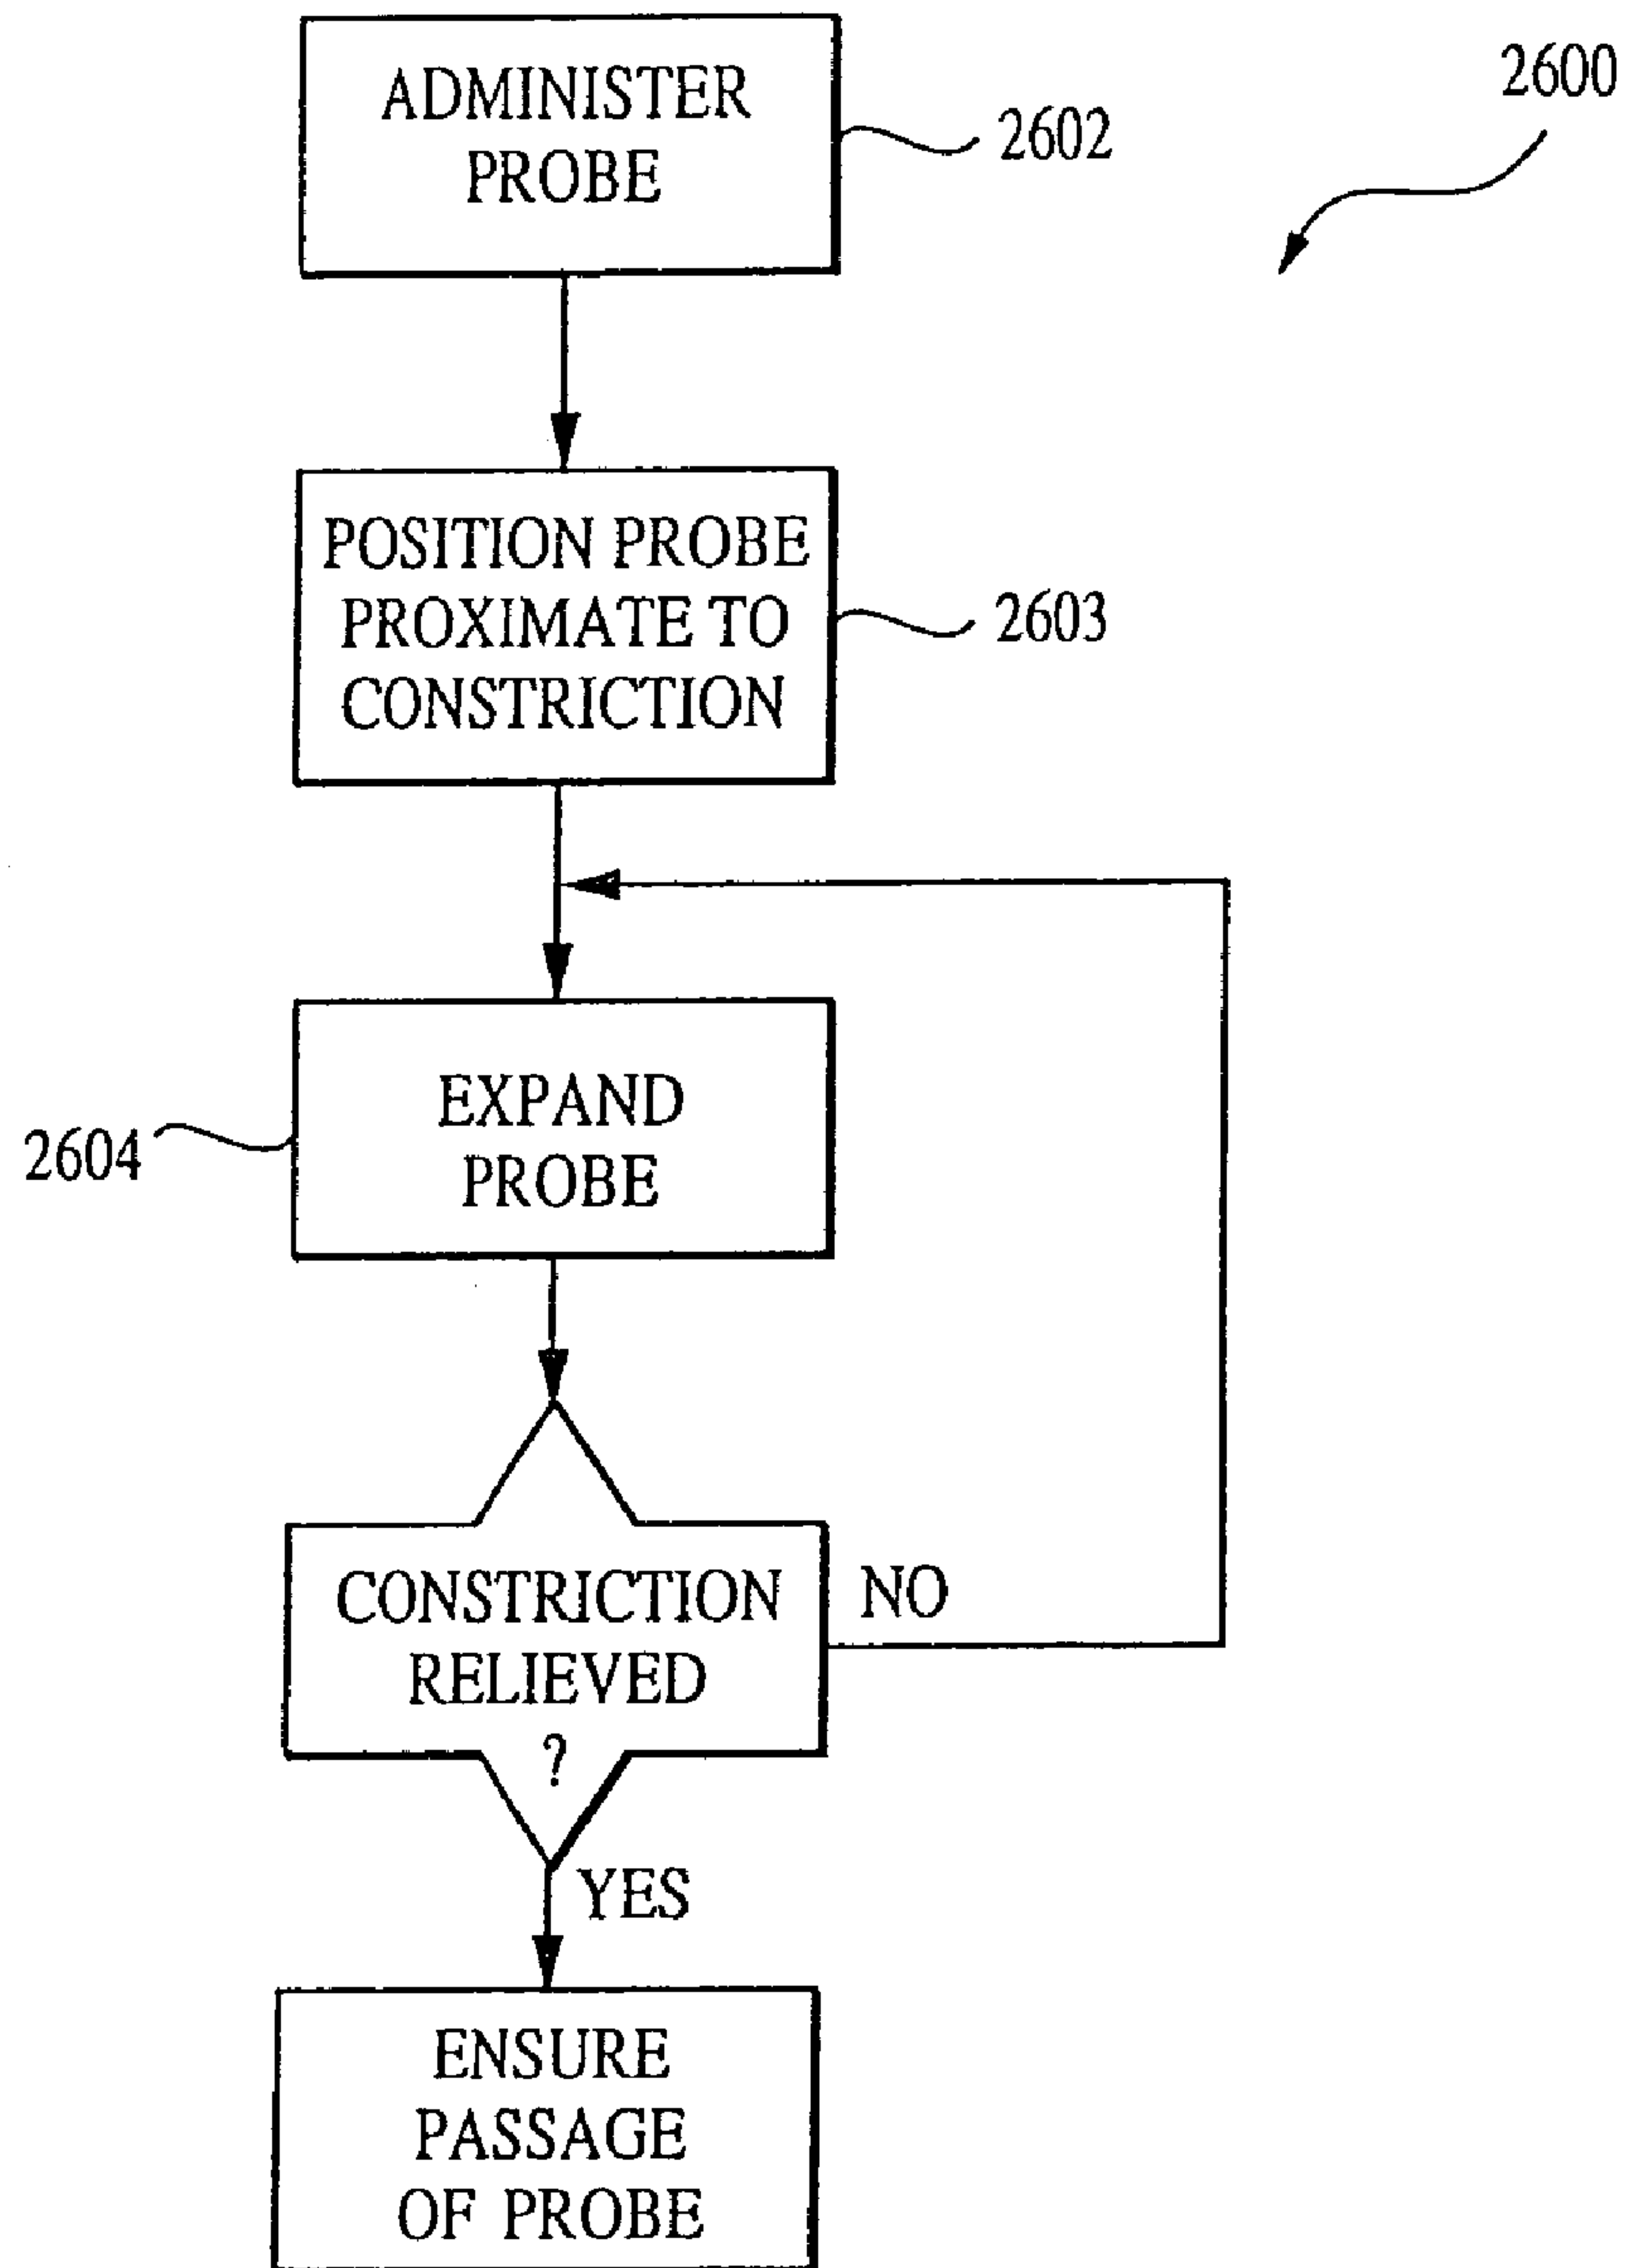 2600
ADMINISTER
PROBE
2602
POSITION PROBE
PROXIMATE TO
CONSTRICTION
2603
EXPAND
PROBE
2604
CONSTRICTION
RELIEVED
?
NO
YES
ENSURE
PASSAGE
OF PROBE